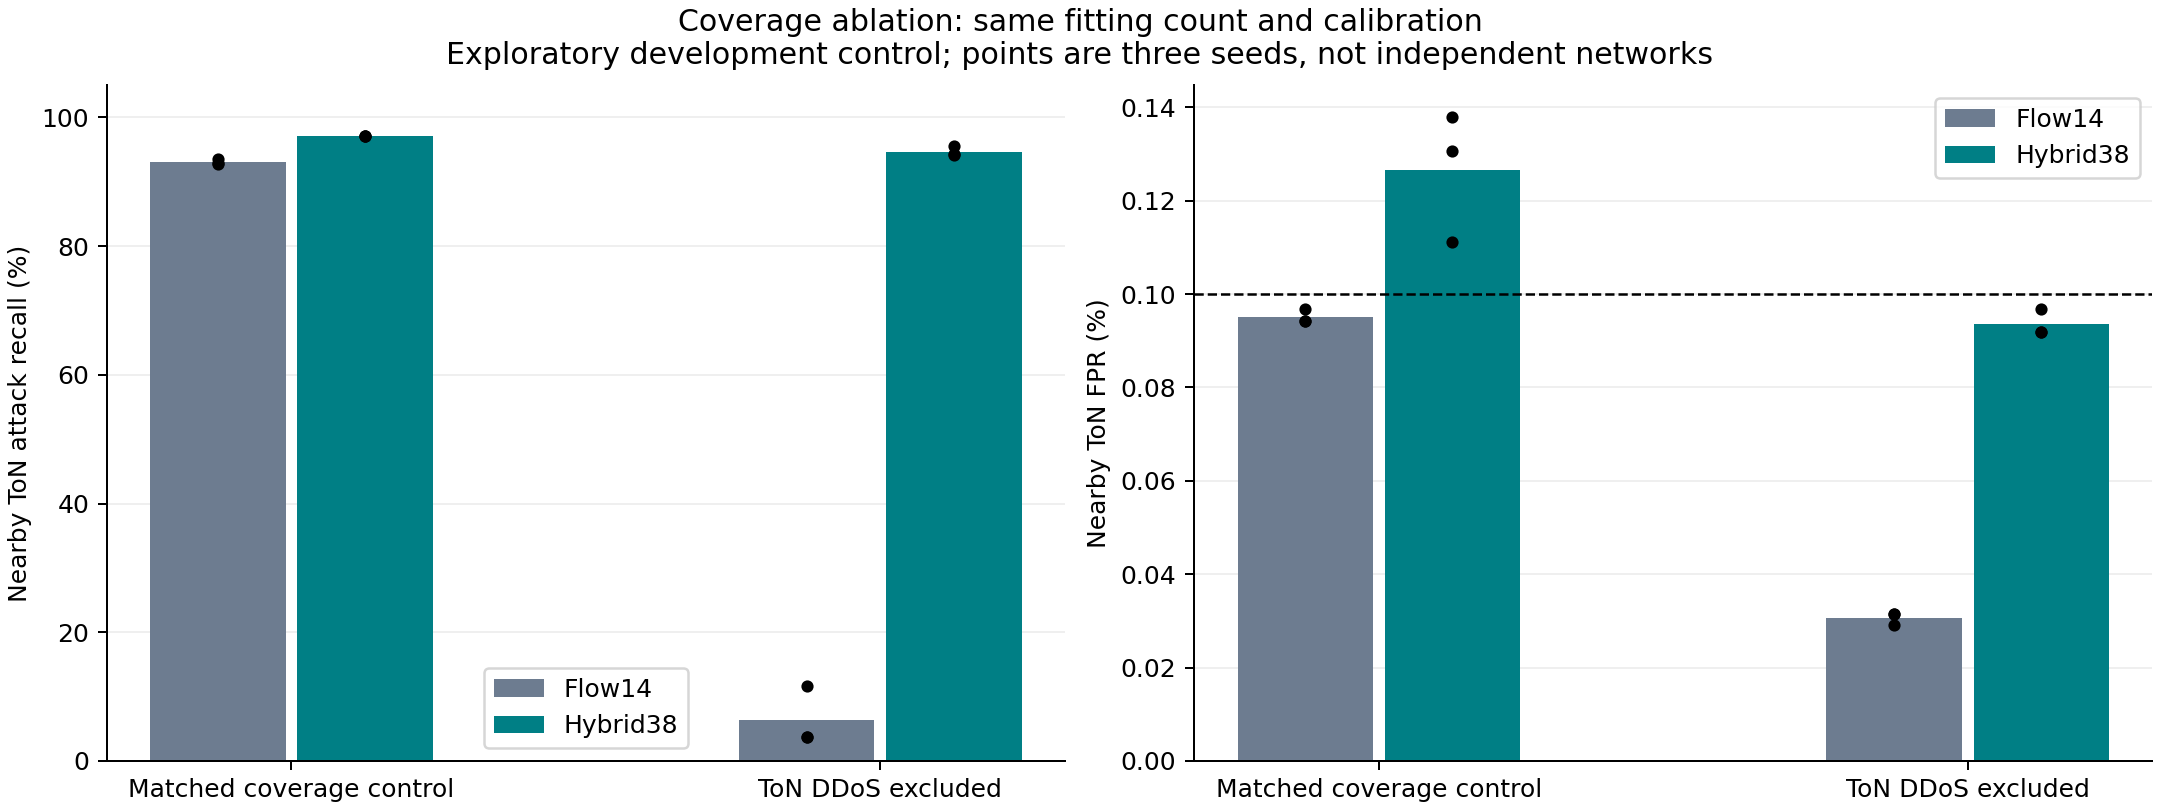 Coverage ablation: same fitting count and calibration
Exploratory development control; points are three seeds, not independent networks
Nearby ToN attack recall (%)
100
80
60
40
20
0
Flow14
Hybrid38
Matched coverage control
ToN DDoS excluded
Nearby ToN FPR (%)
0.14
0.12
0.10
0.08
0.06
0.04
0.02
0.00
Flow14
Hybrid38
Matched coverage control
ToN DDoS excluded